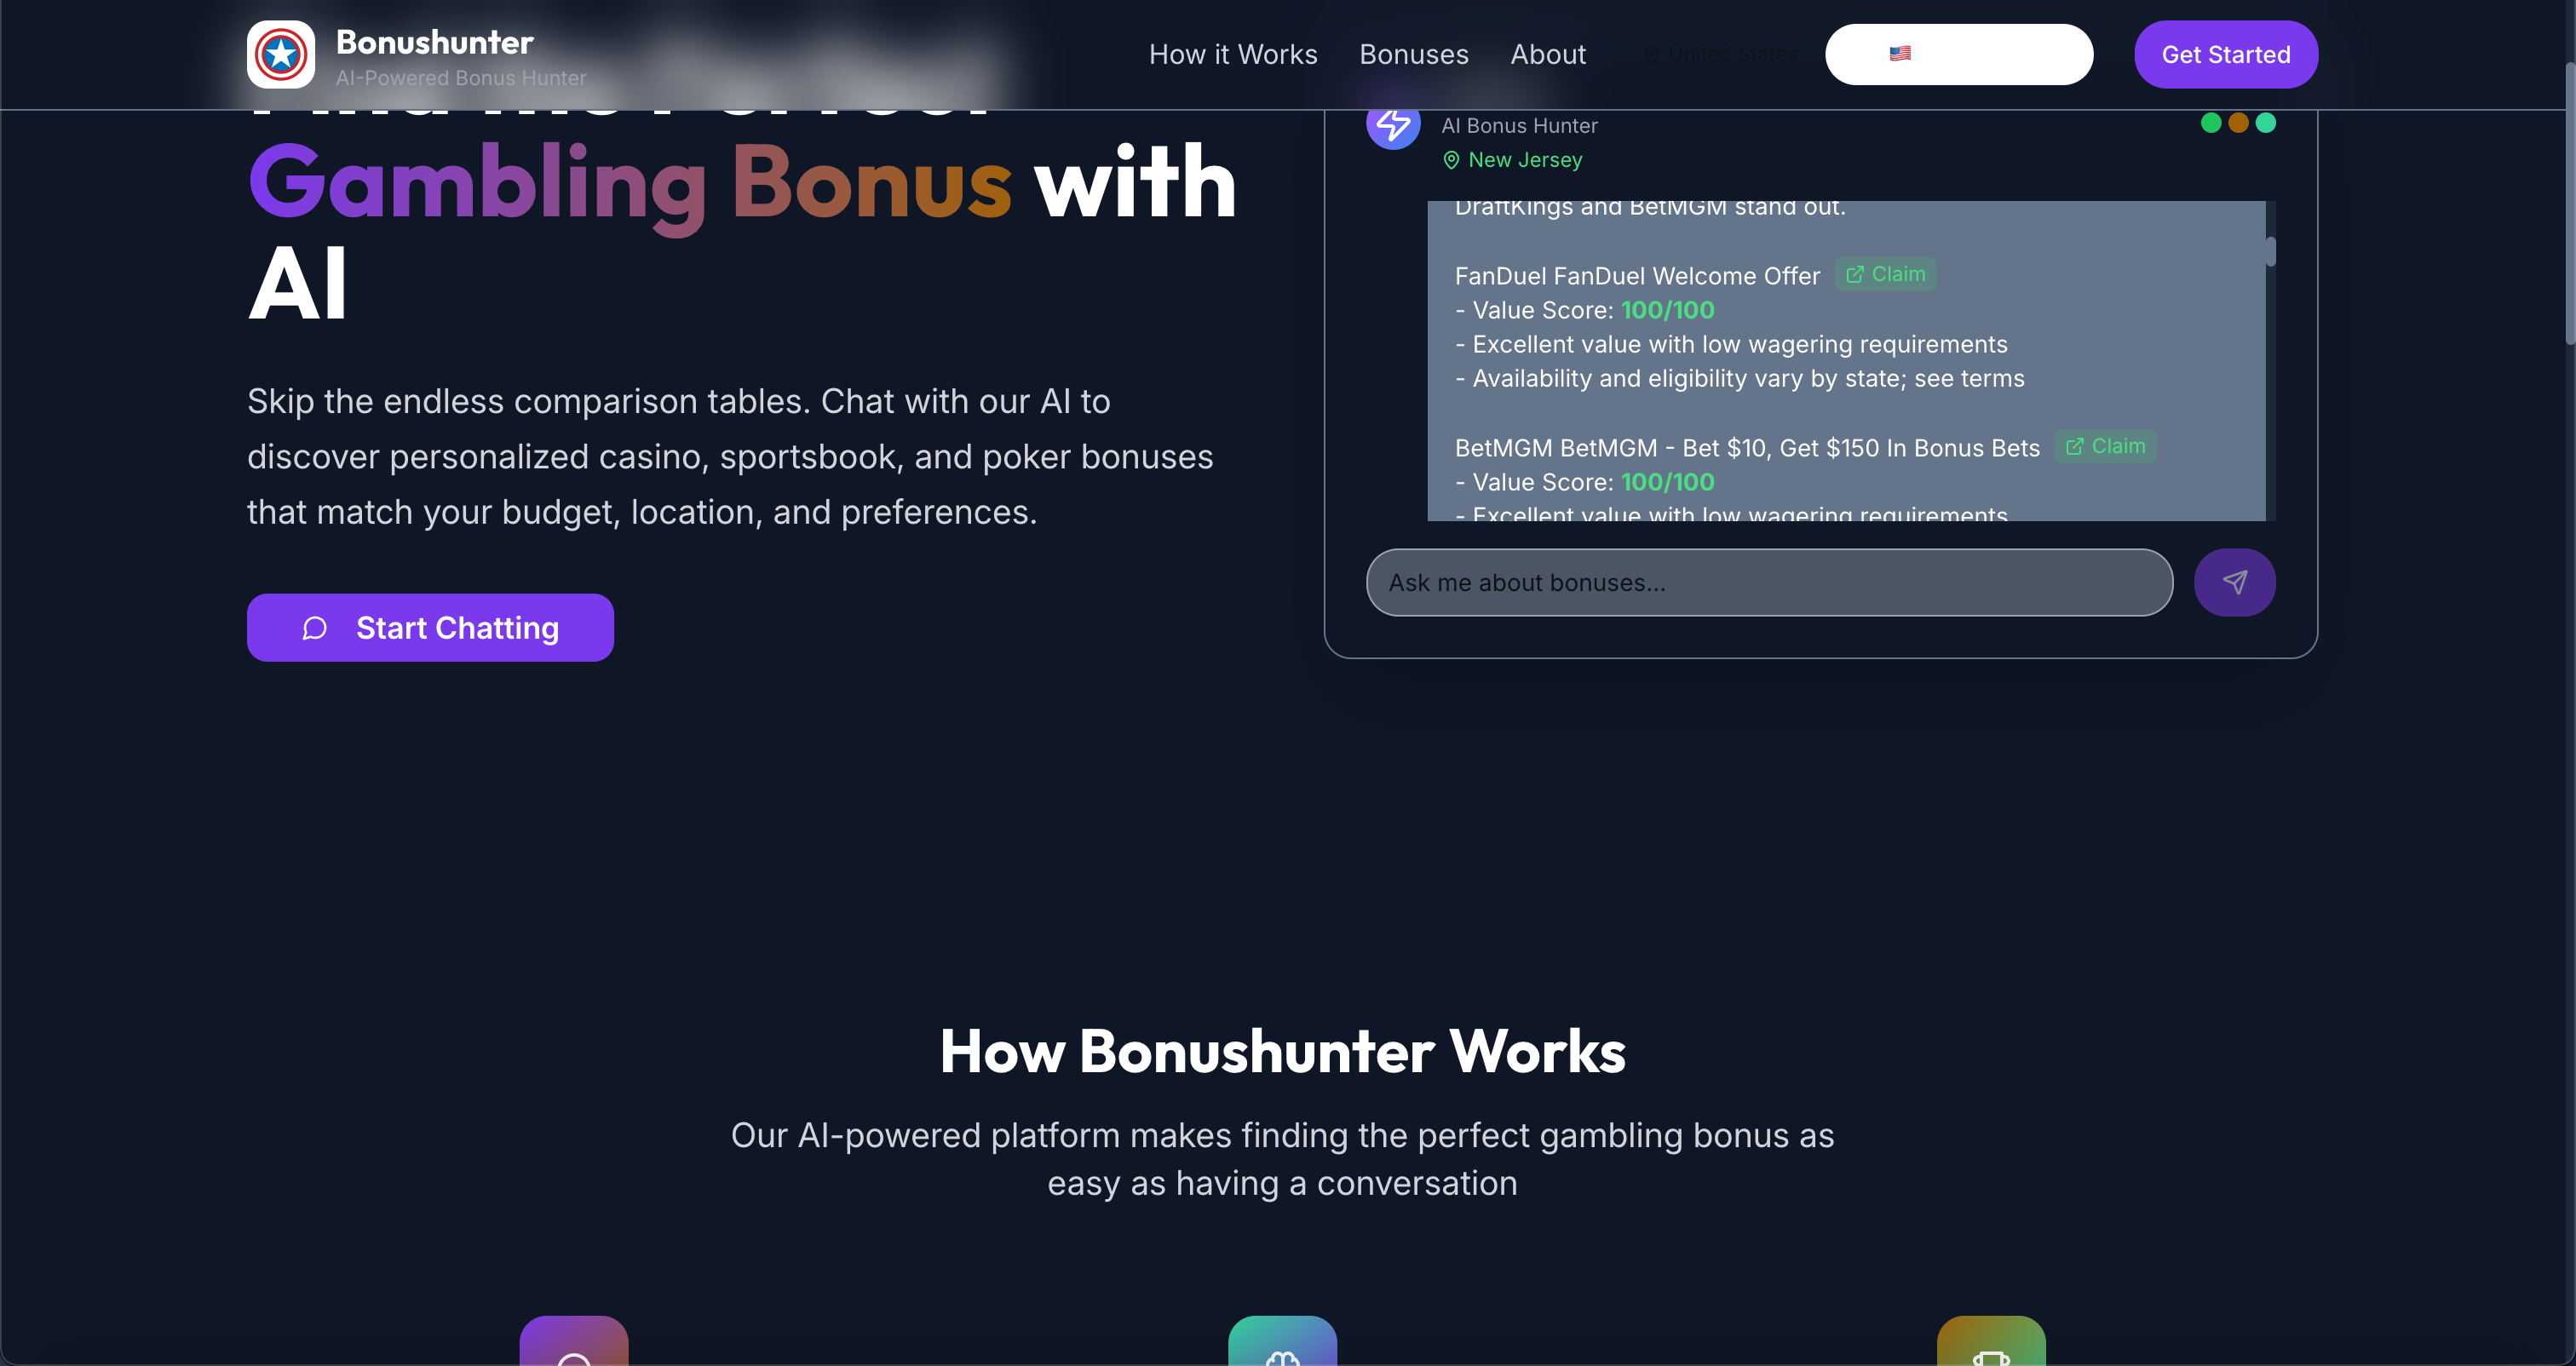 Bonushunter
AI-Powered Bonus Hunter
How it Works
Bonuses
About
United States
Get Started
Find the Perfect
Gambling Bonus with
AI
Skip the endless comparison tables. Chat with our AI to
discover personalized casino, sportsbook, and poker bonuses
that match your budget, location, and preferences.
Start Chatting
AI Bonus Hunter
New Jersey
DraftKings and BetMGM stand out.
FanDuel FanDuel Welcome Offer Claim
- Value Score: 100/100
- Excellent value with low wagering requirements
- Availability and eligibility vary by state; see terms
BetMGM BetMGM - Bet $10, Get $150 In Bonus Bets Claim
- Value Score: 100/100
- Excellent value with low wagering requirements
Ask me about bonuses...
How Bonushunter Works
Our AI-powered platform makes finding the perfect gambling bonus as
easy as having a conversation